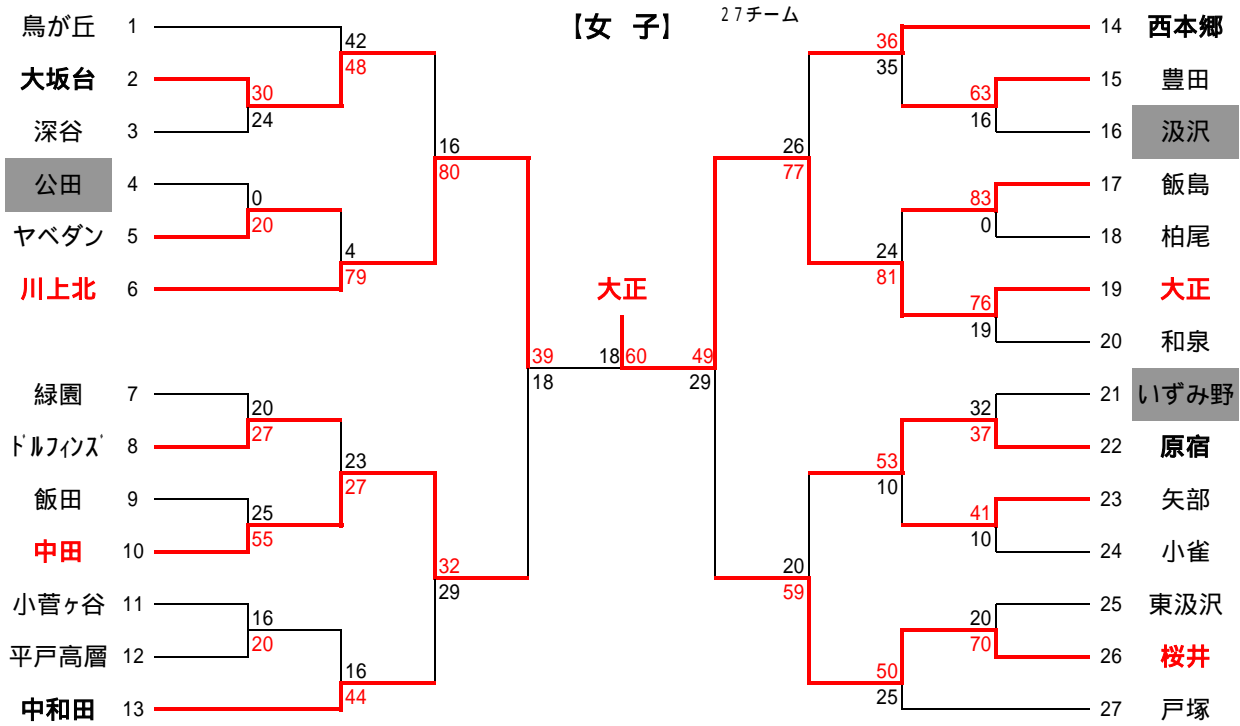 【女 子】
27チーム
鳥が丘 1
大坂台 2
深谷 3
公田 4
ヤベダン 5
川上北 6
緑園 7
ドルフィンズ 8
飯田 9
中田 10
小菅ヶ谷 11
平戸高層 12
中和田 13
42
48
30
24
16
80
0
20
4
79
20
27
23
27
25
55
32
29
16
20
16
44
39
18
大正
18 60
49
29
36
35
63
16
26
77
83
0
24
81
76
19
32
37
53
10
41
10
20
59
20
70
50
25
14 西本郷
15 豊田
16 汲沢
17 飯島
18 柏尾
19 大正
20 和泉
21 いずみ野
22 原宿
23 矢部
24 小雀
25 東汲沢
26 桜井
27 戸塚